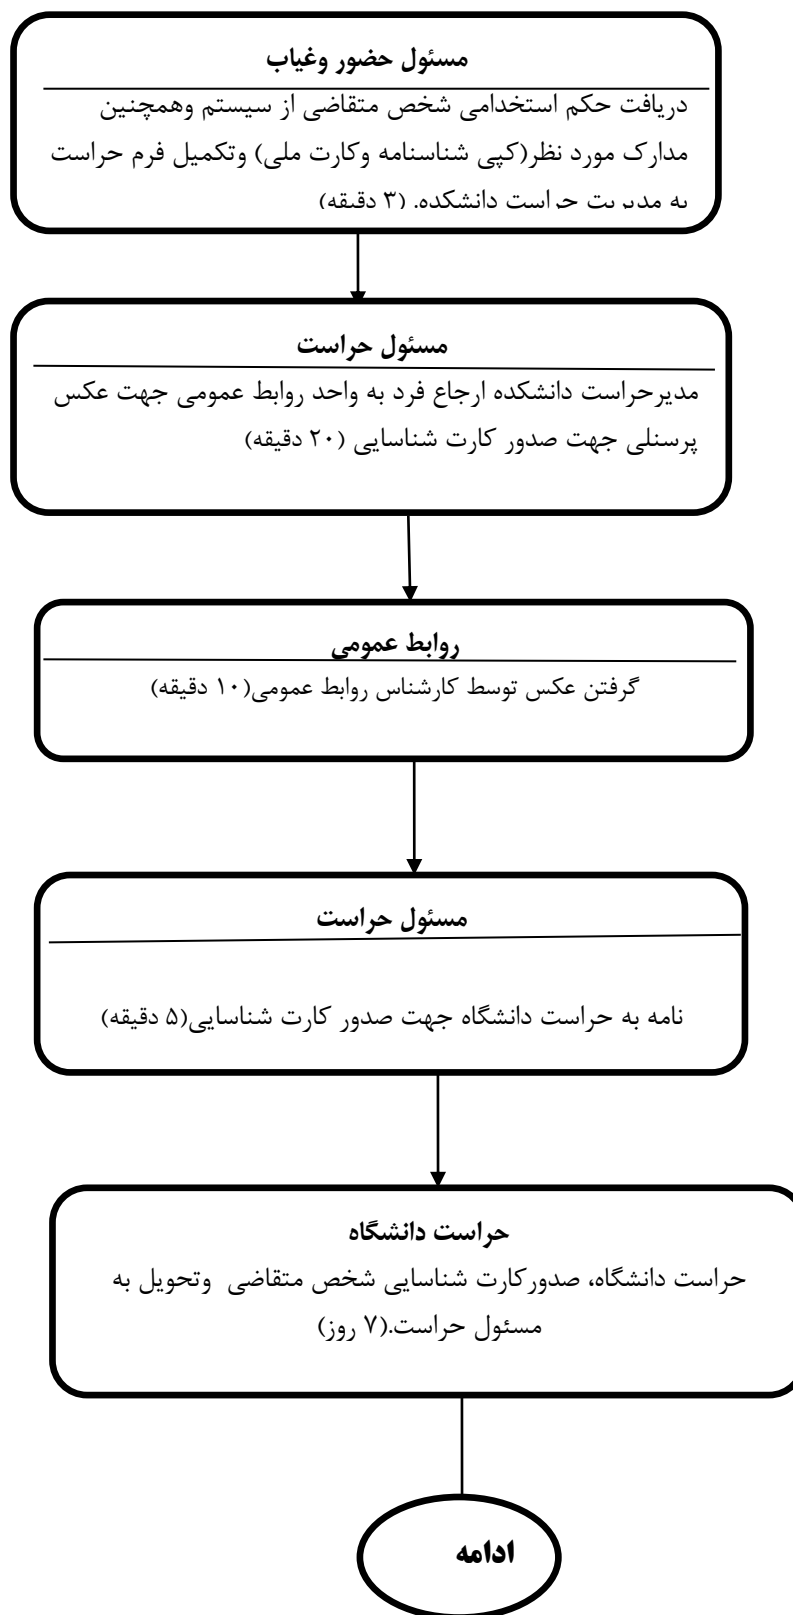 مسئول حضور وغیاب
دریافت حکم استخدامی شخص متقاضی از سیستم وهمچنین
مدارک مورد نظر(کپی شناسنامه وکارت ملی) وتکمیل فرم حراست
به مدیریت حراست دانشکده. (۳ دقیقه)
مسئول حراست
مدیرحراست دانشکده ارجاع فرد به واحد روابط عمومی جهت عکس
پرسنلی جهت صدور کارت شناسایی (۲۰ دقیقه)
روابط عمومی
گرفتن عکس توسط کارشناس روابط عمومی(۱۰ دقیقه)
مسئول حراست
نامه به حراست دانشگاه جهت صدور کارت شناسایی(۵ دقیقه)
حراست دانشگاه
حراست دانشگاه، صدورکارت شناسایی شخص متقاضی وتحویل به
مسئول حراست.(۷ روز)
ادامه